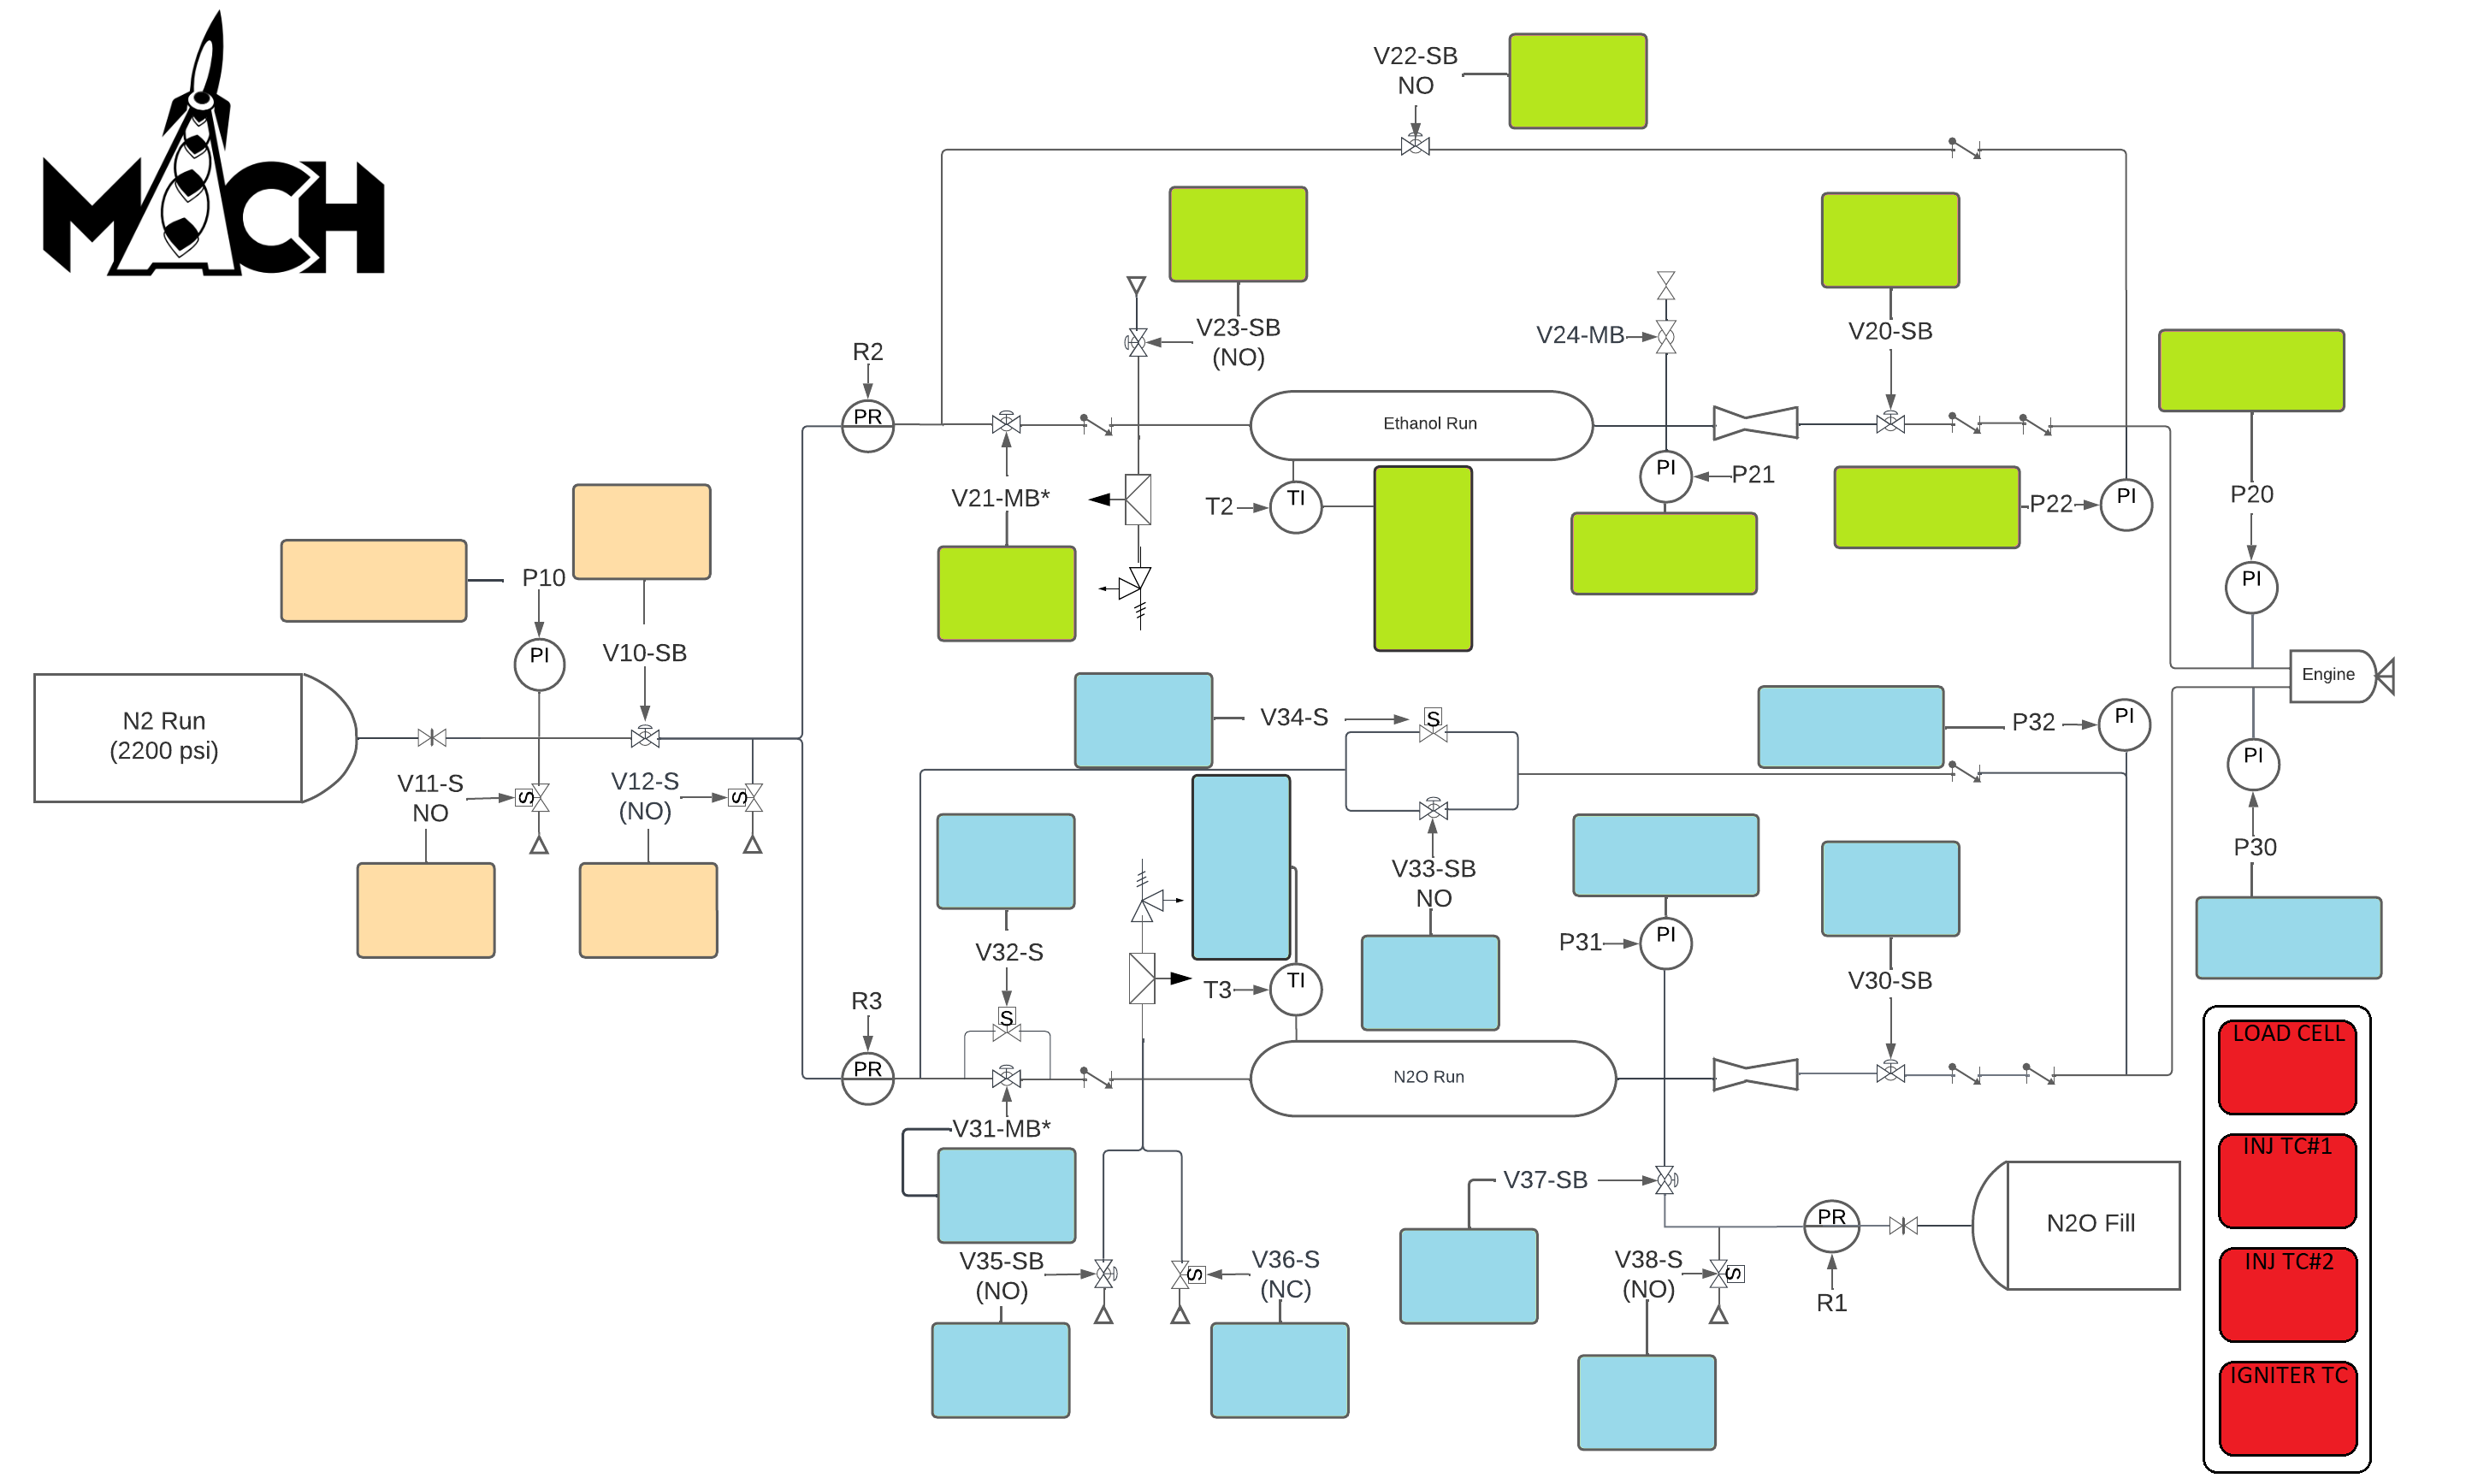 MACH
V22-SB
NO
V23-SB
(NO)
V24-MB
V20-SB
R2
PR
Ethanol Run
V21-MB*
T2
TI
PI
P21
P22
PI
P20
PI
P10
PI
V10-SB
N2 Run
(2200 psi)
V11-S
NO
S
V12-S
(NO)
S
V34-S
S
P32
PI
Engine
PI
P30
V33-SB
NO
V32-S
S
T3
TI
P31
PI
V30-SB
R3
PR
N2O Run
V31-MB*
V35-SB
(NO)
V36-S
(NC)
S
V37-SB
V38-S
(NO)
S
PR
R1
N2O Fill
LOAD CELL
INJ TC#1
INJ TC#2
IGNITER TC